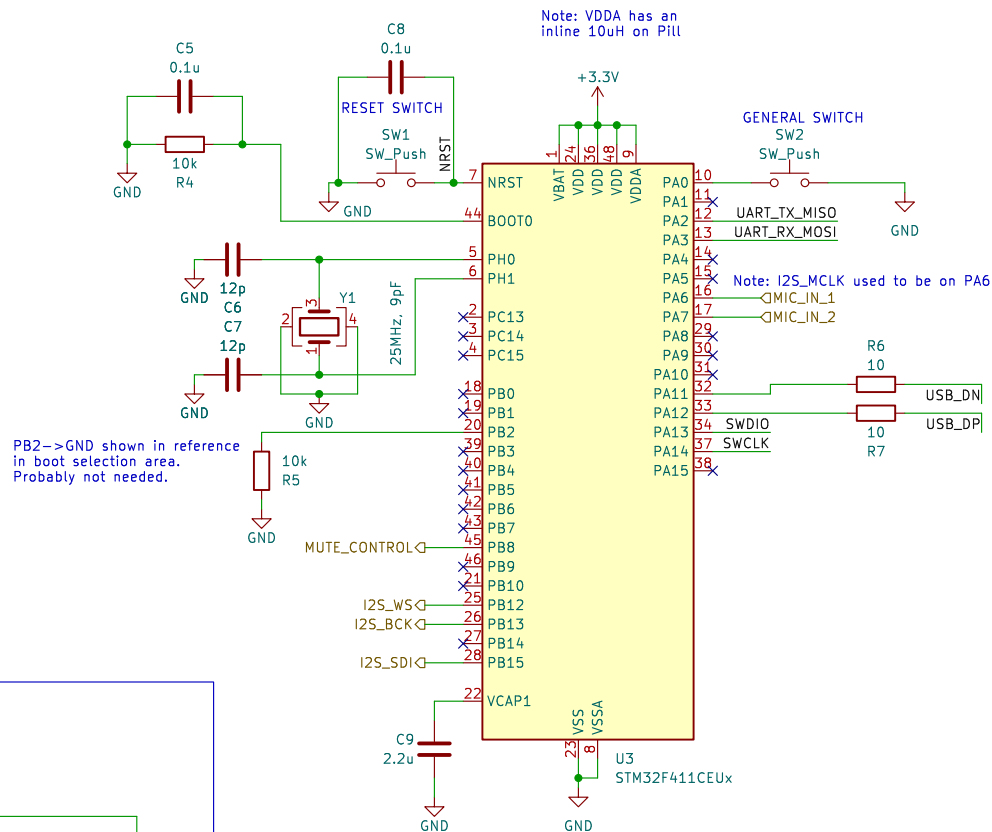 Note: VDDA has an
inline 10uH on Pill
C8
0.1u
C5
0.1u
+3.3V
RESET SWITCH
GENERAL SWITCH
SW1
SW_Push
NRST
SW2
SW_Push
10k
R4
GND
GND
GND
1
24
36
48
9
VBAT
VDD
VDD
VDD
VDDA
7
NRST
44
BOOT0
5
PH0
6
PH1
2
PC13
3
PC14
4
PC15
18
PB0
19
PB1
20
PB2
39
PB3
40
PB4
41
PB5
42
PB6
43
PB7
45
PB8
46
PB9
21
PB10
25
PB12
26
PB13
27
PB14
28
PB15
22
VCAP1
PA0
10
PA1
11
PA2
12
UART_TX_MISO
PA3
13
UART_RX_MOSI
PA4
14
PA5
15
Note: I2S_MCLK used to be on PA6
PA6
16
MIC_IN_1
PA7
17
MIC_IN_2
PA8
29
PA9
30
PA10
31
PA11
32
PA12
33
PA13
34
SWDIO
PA14
37
SWCLK
PA15
38
R6
10
USB_DN
USB_DP
10
R7
GND
12p
C6
C7
12p
GND
Y1
3
2
4
1
25MHz, 9pF
GND
PB2->GND shown in reference
in boot selection area.
Probably not needed.
10k
R5
GND
MUTE_CONTROL
I2S_WS
I2S_BCK
I2S_SDI
C9
2.2u
GND
VSS
VSSA
23
8
U3
STM32F411CEUx
GND